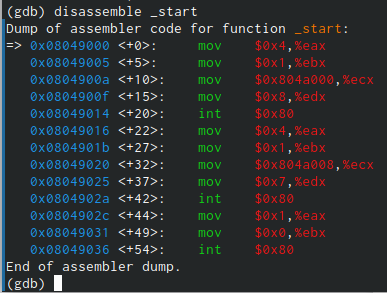 (gdb) disassemble _start
Dump of assembler code for function _start:
=> 0x08049000 <+0>: mov $0x4,%eax
0x08049005 <+5>: mov $0x1,%ebx
0x0804900a <+10>: mov $0x804a000,%ecx
0x0804900f <+15>: mov $0x8,%edx
0x08049014 <+20>: int $0x80
0x08049016 <+22>: mov $0x4,%eax
0x0804901b <+27>: mov $0x1,%ebx
0x08049020 <+32>: mov $0x804a008,%ecx
0x08049025 <+37>: mov $0x7,%edx
0x0804902a <+42>: int $0x80
0x0804902c <+44>: mov $0x1,%eax
0x08049031 <+49>: mov $0x0,%ebx
0x08049036 <+54>: int $0x80
End of assembler dump.
(gdb)